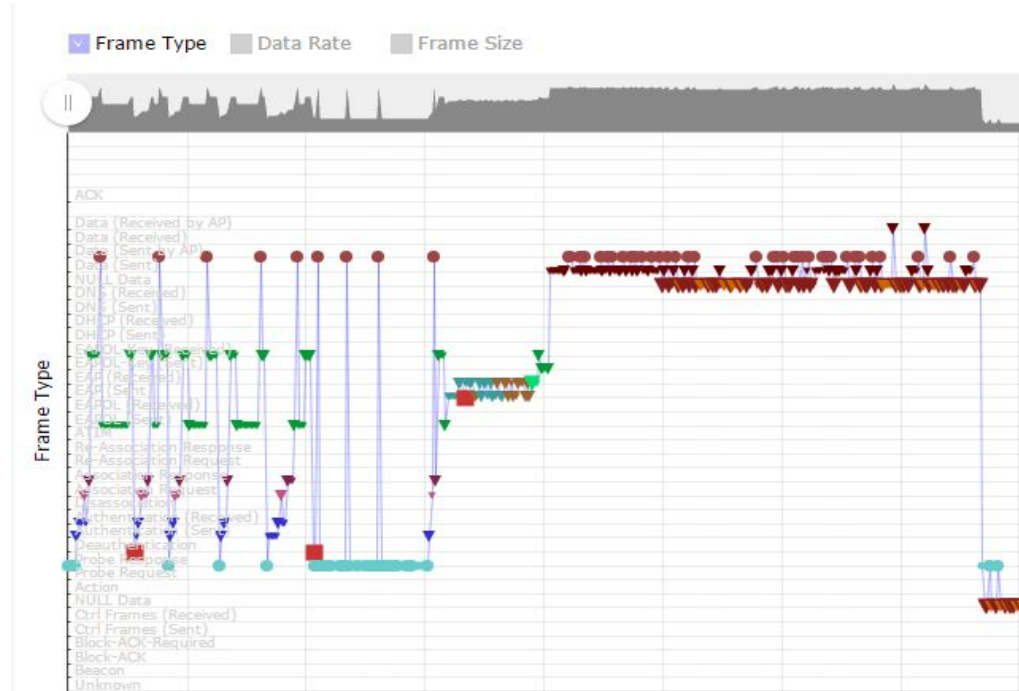 Frame Type Data Rate Frame Size
Frame Type
ACK
Data (Received by AP)
Data (Received)
Data (Sent by AP)
Data (Sent)
NULL Data
DNS (Received)
DNS (Sent)
DHCP (Received)
DHCP (Sent)
EAPOL-Key (Received)
EAPOL-Key (Sent)
EAP (Received)
EAP (Sent
EAPOL (Received)
EAPOL (Sent)
ATIM
Re-Association Response
Re-Association Request
Association Response
Association Request
Disassociation
Authentication (Received)
Authentication (Sent)
Deauthentication
Probe Response
Probe Request
Action
NULL Data
Ctrl Frames (Received)
Ctrl Frames (Sent)
Block-ACK-Required
Block-ACK
Beacon
Unknown